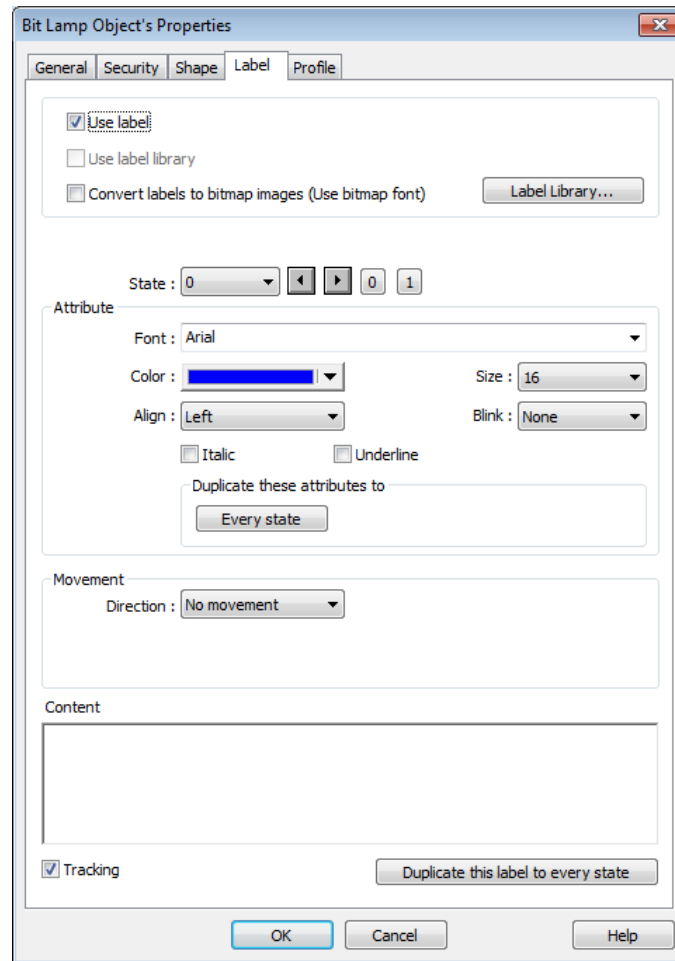 Bit Lamp Object's Properties
General Security Shape Label Profile
Use label
Use label library
Convert labels to bitmap images (Use bitmap font) Label Library...
State : 0 0 1
Attribute
Font : Arial
Color : Size : 16
Align : Left Blink : None
Italic Underline
Duplicate these attributes to
Every state
Movement
Direction : No movement
Content
Tracking Duplicate this label to every state
OK Cancel Help